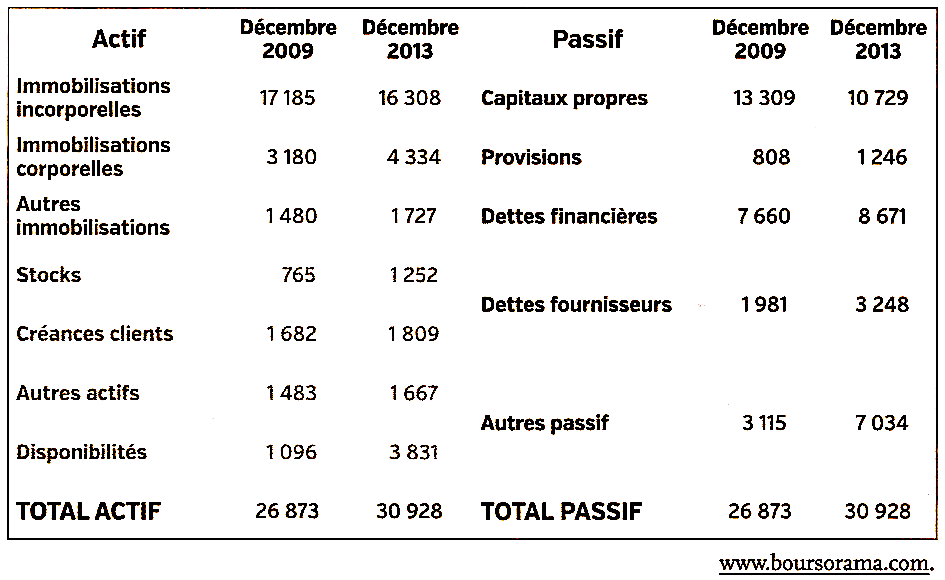 Actif Décembre 2009 Décembre 2013 Passif Décembre 2009 Décembre 2013
Immobilisations incorporelles 17 185 16 308 Capitaux propres 13 309 10 729
Immobilisations corporelles 3 180 4 334 Provisions 808 1 246
Autres immobilisations 1 480 1 727 Dettes financières 7 660 8 671
Stocks 765 1 252
Dettes fournisseurs 1 981 3 248
Créances clients 1 682 1 809
Autres actifs 1 483 1 667
Autres passif 3 115 7 034
Disponibilités 1 096 3 831
TOTAL ACTIF 26 873 30 928 TOTAL PASSIF 26 873 30 928
www.boursorama.com.